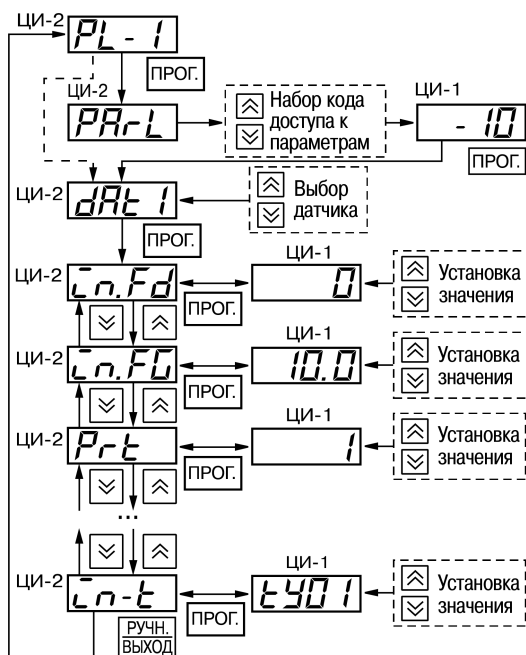 ЦИ-2 PL-1
ПРОГ.
ЦИ-2 PArL
Набор кода доступа к параметрам
ЦИ-1 -10
ПРОГ.
ЦИ-2 dAt1
Выбор датчика
ПРОГ.
ЦИ-2 in.Fd
ПРОГ.
ЦИ-1 0
Установка значения
ЦИ-2 in.FG
ПРОГ.
ЦИ-1 10.0
Установка значения
ЦИ-2 Prt
ПРОГ.
ЦИ-1 1
Установка значения
...
ЦИ-2 in-t
ПРОГ.
ЦИ-1 tY01
Установка значения
РУЧН.
ВЫХОД